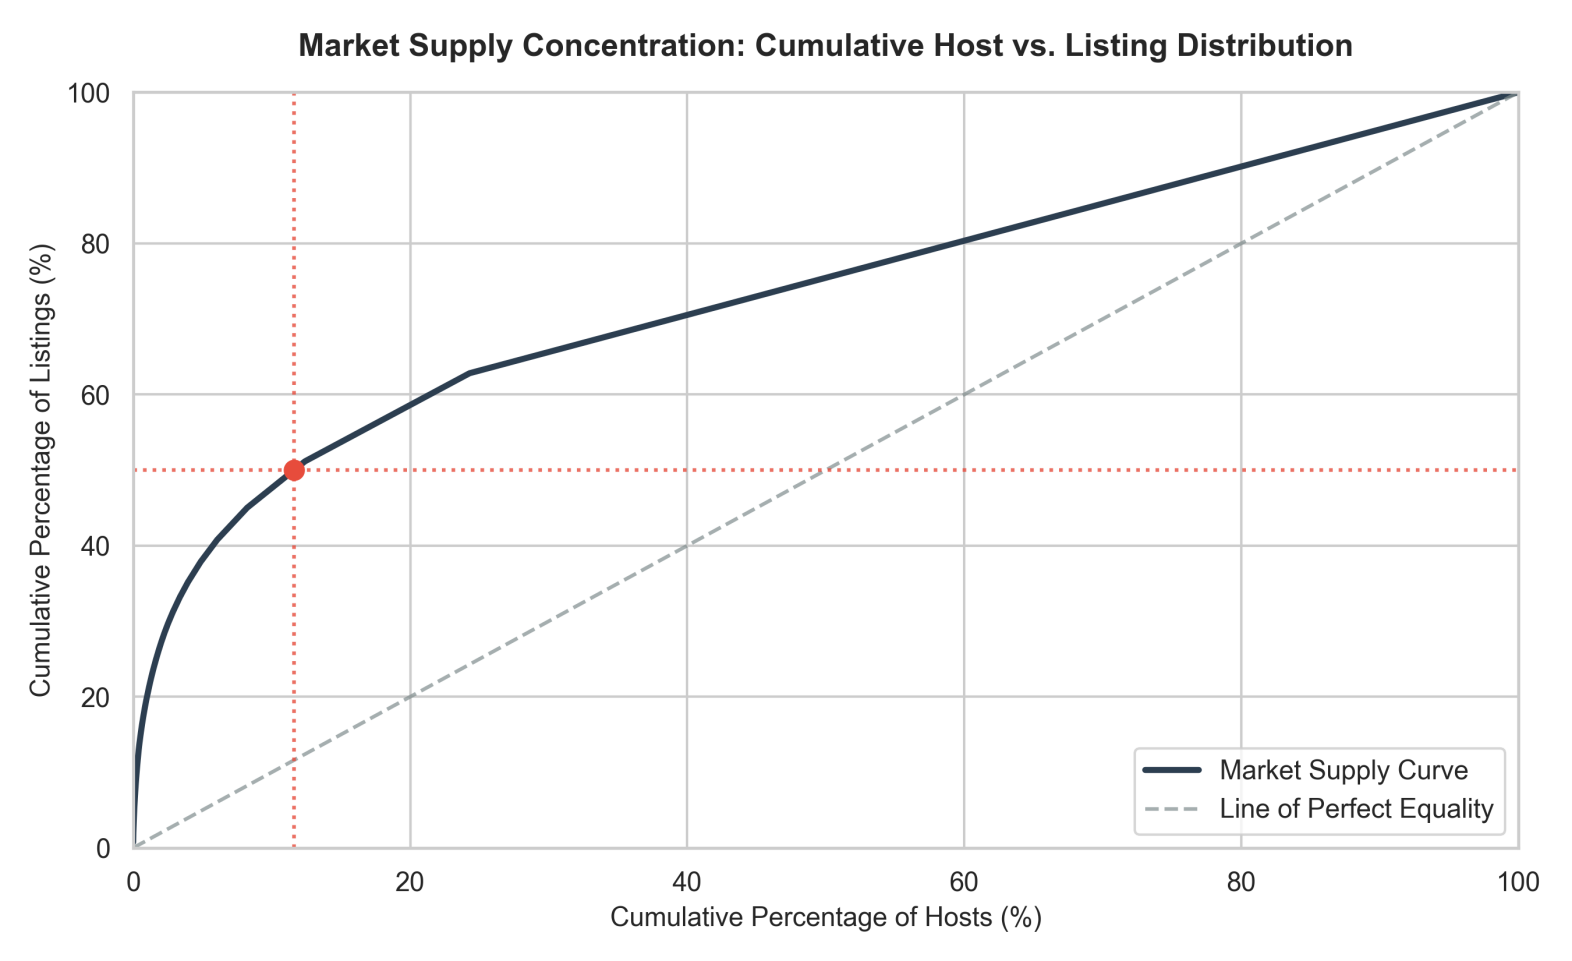 Market Supply Concentration: Cumulative Host vs. Listing Distribution
Cumulative Percentage of Listings (%)
100
80
60
40
20
0
0 20 40 60 80 100
Cumulative Percentage of Hosts (%)
Market Supply Curve
Line of Perfect Equality